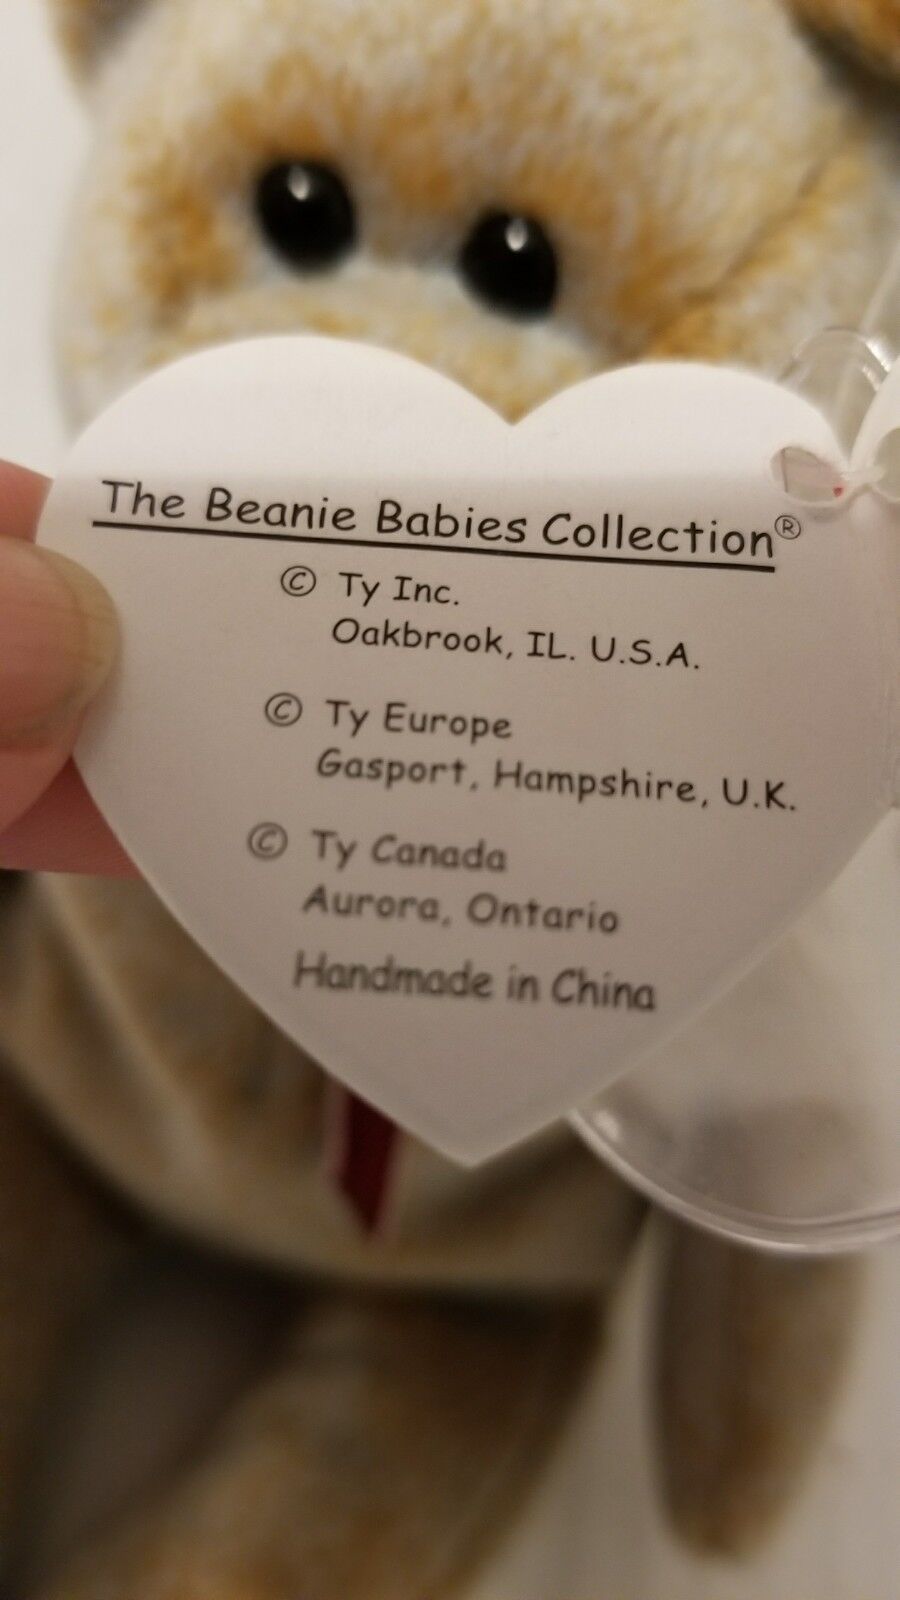 The Beanie Babies Collection®
© Ty Inc.
Oakbrook, IL. U.S.A.
© Ty Europe
Gasport, Hampshire, U.K.
© Ty Canada
Aurora, Ontario
Handmade in China